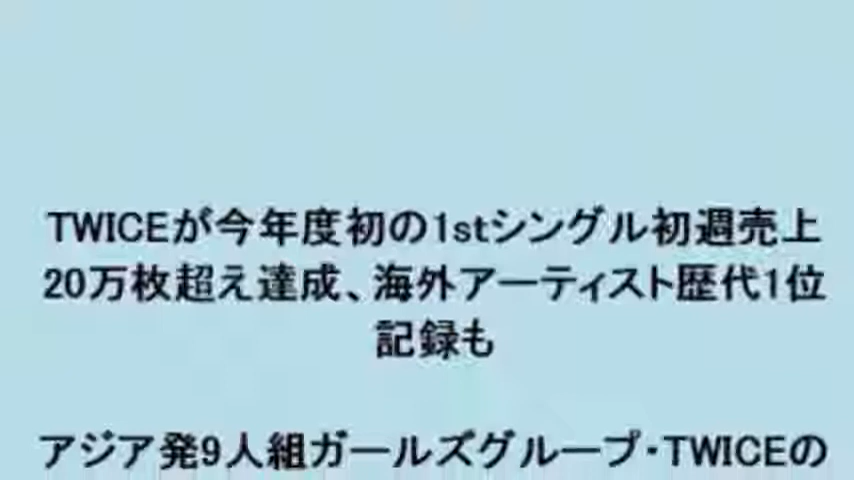 TWICEが今年度初の1stシングル初週売上
20万枚超え達成、海外アーティスト歴代1位
記録も
アジア発9人組ガールズグループ・TWICEの